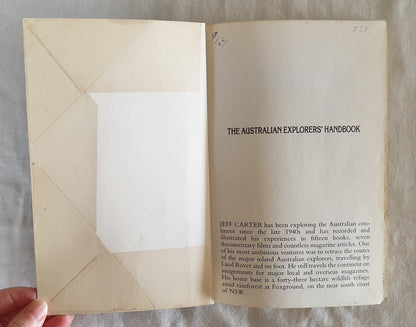 THE AUSTRALIAN EXPLORERS' HANDBOOK
JEFF CARTER has been exploring the Australian con-
tinent since the late 1940s and has recorded and
illustrated his experiences in fifteen books, seven
documentary films and countless magazine articles. One
of his most ambitious ventures was to retrace the routes
of the major inland Australian explorers, travelling by
Land Rover and on foot. He still travels the continent on
assignments for major local and overseas magazines.
His home base is a forty-three hectare wildlife refuge
amid rainforest at Foxground, on the near south coast
of NSW